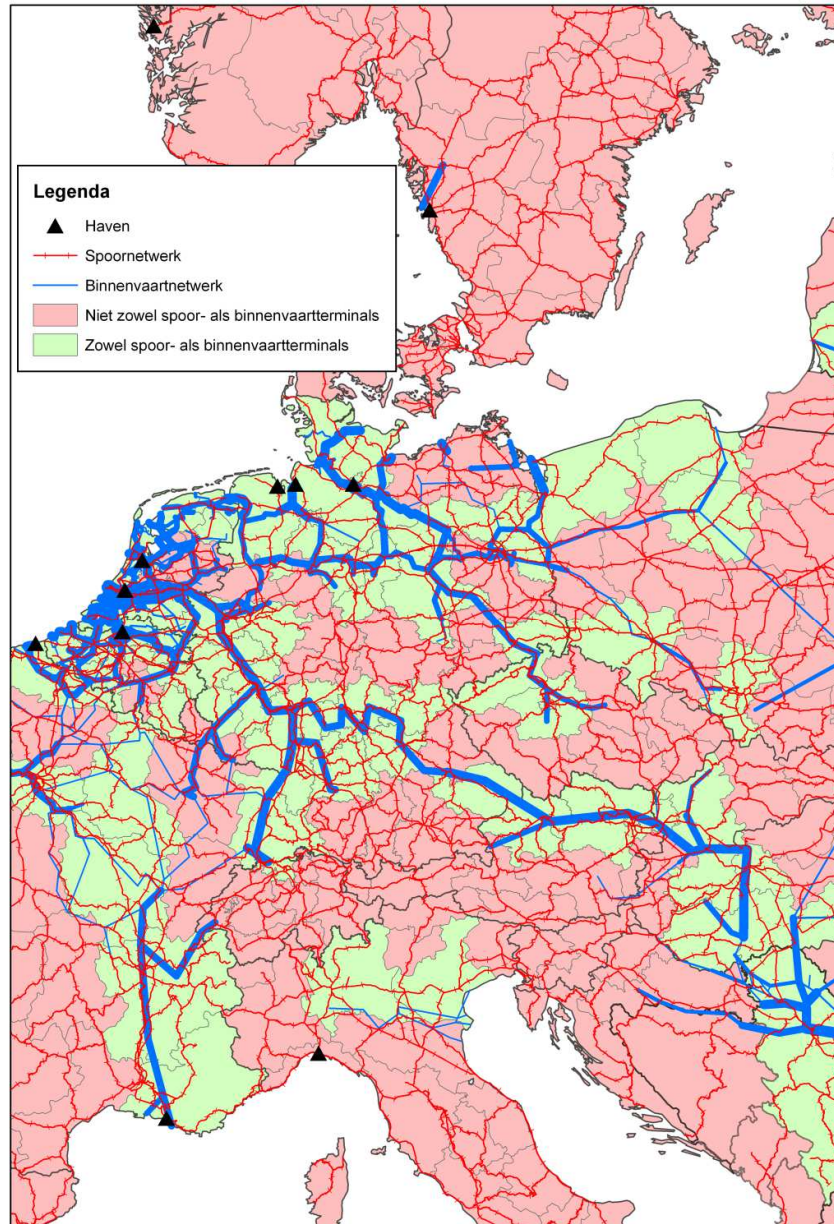 Legenda
Haven
Spoornetwerk
Binnenvaartnetwerk
Niet zowel spoor- als binnenvaartterminals
Zowel spoor- als binnenvaartterminals